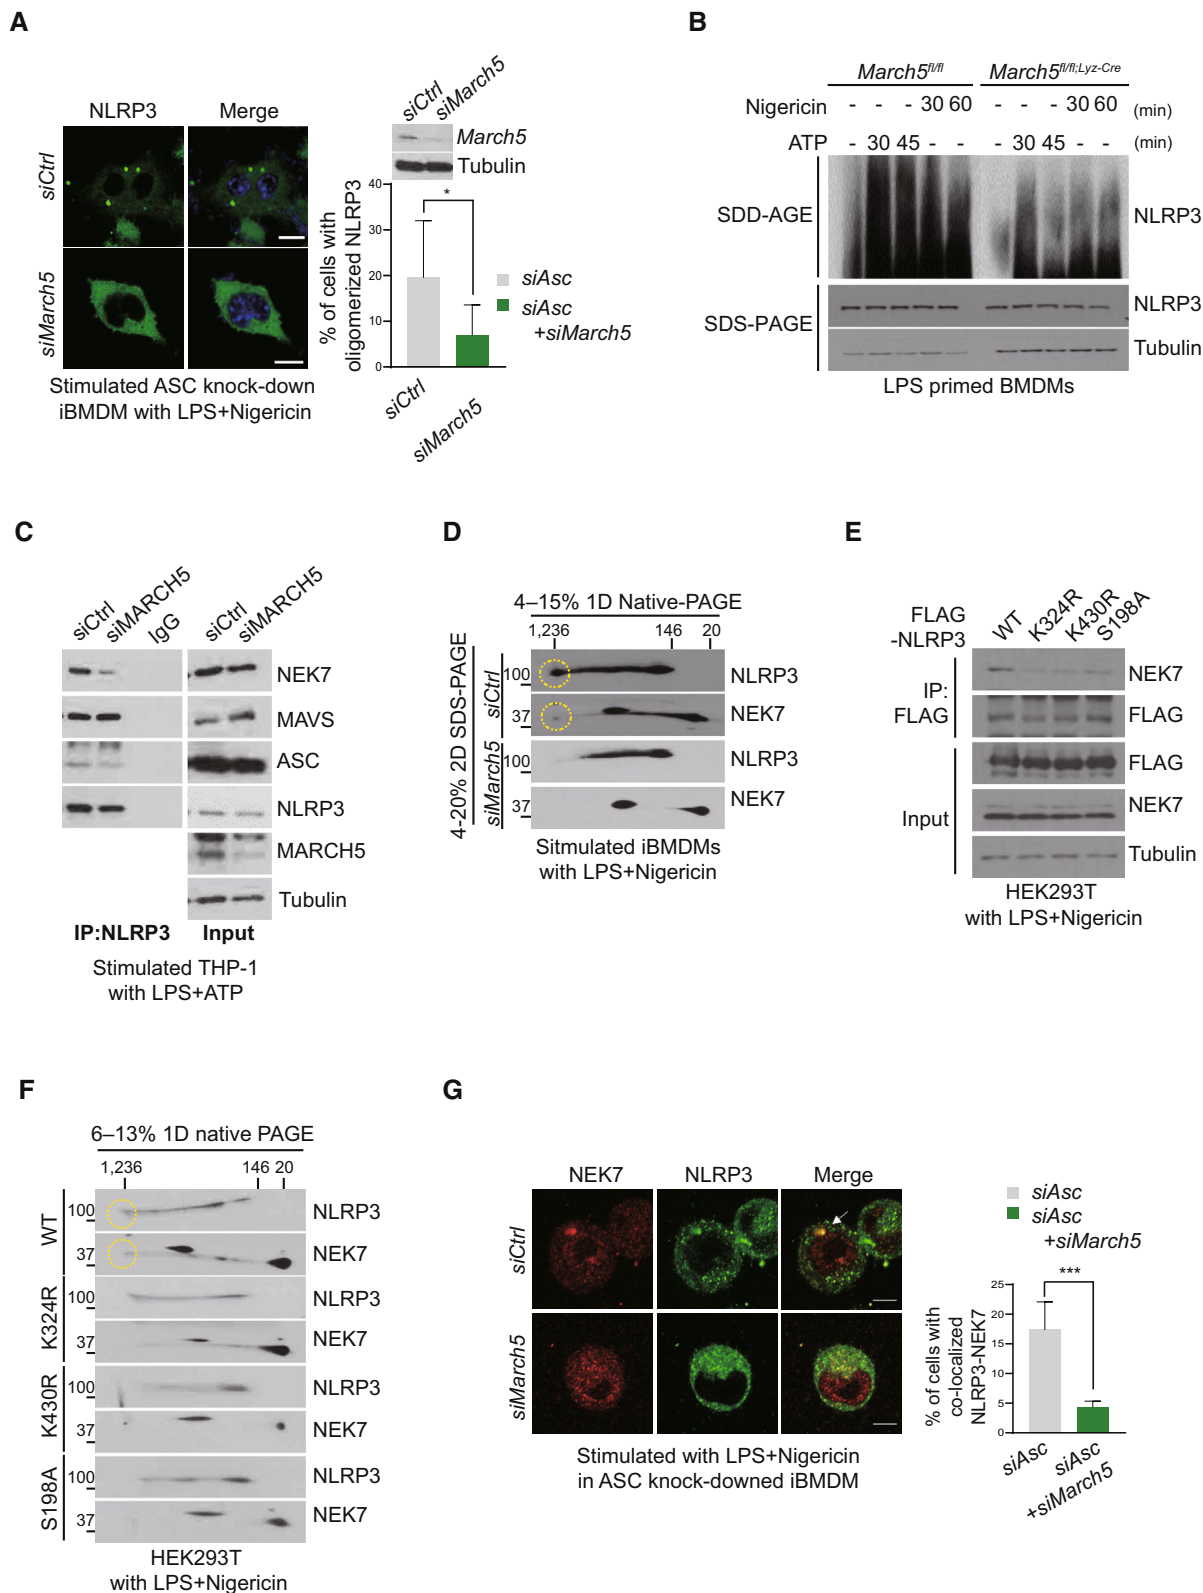 A
NLRP3 Merge
siCtrl
siMarch5
Stimulated ASC knock-down
iBMDM with LPS+Nigericin
siCtrl siMarch5
March5
Tubulin
% of cells with
oligomerized NLRP3
40
30
20
10
0
*
siAsc
siAsc
+siMarch5
siCtrl
siMarch5
B
March5fl/fl March5fl/fl;Lyz-Cre
Nigericin - - - 30 60 - - - 30 60 (min)
ATP - 30 45 - - - 30 45 - - (min)
SDD-AGE NLRP3
SDS-PAGE NLRP3
Tubulin
LPS primed BMDMs
C
siCtrl siMARCH5 IgG siCtrl siMARCH5
NEK7
MAVS
ASC
NLRP3
MARCH5
Tubulin
IP:NLRP3 Input
Stimulated THP-1
with LPS+ATP
D
4–15% 1D Native-PAGE
1,236 146 20
4-20% 2D SDS-PAGE
siCtrl
100 NLRP3
37 NEK7
siMarch5
100 NLRP3
37 NEK7
Sitmulated iBMDMs
with LPS+Nigericin
E
FLAG
-NLRP3
WT K324R K430R S198A
IP:
FLAG
NEK7
FLAG
Input
FLAG
NEK7
Tubulin
HEK293T
with LPS+Nigericin
F
6–13% 1D native PAGE
1,236 146 20
WT
100 NLRP3
37 NEK7
K324R
100 NLRP3
37 NEK7
K430R
100 NLRP3
37 NEK7
S198A
100 NLRP3
37 NEK7
HEK293T
with LPS+Nigericin
G
NEK7 NLRP3 Merge
siCtrl
siMarch5
Stimulated with LPS+Nigericin
in ASC knock-downed iBMDM
siAsc
siAsc
+siMarch5
% of cells with
co-localized
NLRP3-NEK7
25
20
15
10
5
0
***
siAsc
siAsc
+siMarch5